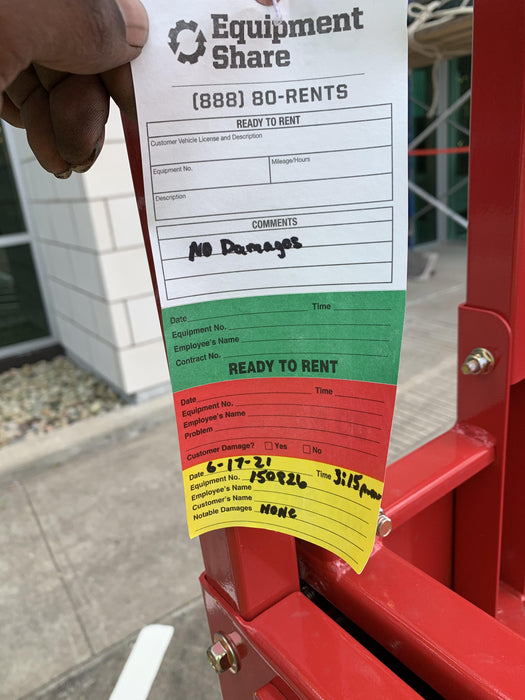 Equipment
Share
(888) 80-RENTS
READY TO RENT
Customer Vehicle License and Description
Equipment No. Mileage/Hours
Description
COMMENTS
NO Damages
Date Time
Equipment No.
Employee's Name
Contract No.
READY TO RENT
Date Time
Equipment No.
Employee's Name
Problem
Customer Damage? Yes No
Date 6-17-21
Equipment No. 150826 Time 3:15pm
Employee's Name
Customer's Name
Notable Damages NONE